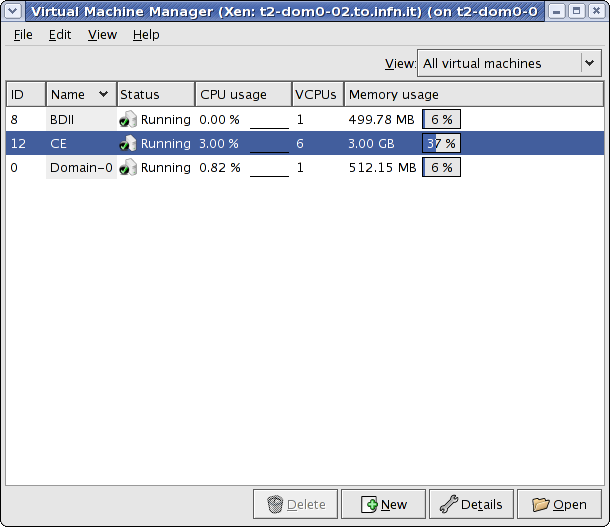 Virtual Machine Manager (Xen: t2-dom0-02.to.infn.it) (on t2-dom0-0
File Edit View Help
View: All virtual machines
ID Name Status CPU usage VCPUs Memory usage
8 BDII Running 0.00 % 1 499.78 MB 6 %
12 CE Running 3.00 % 6 3.00 GB 37 %
0 Domain-0 Running 0.82 % 1 512.15 MB 6 %
Delete New Details Open